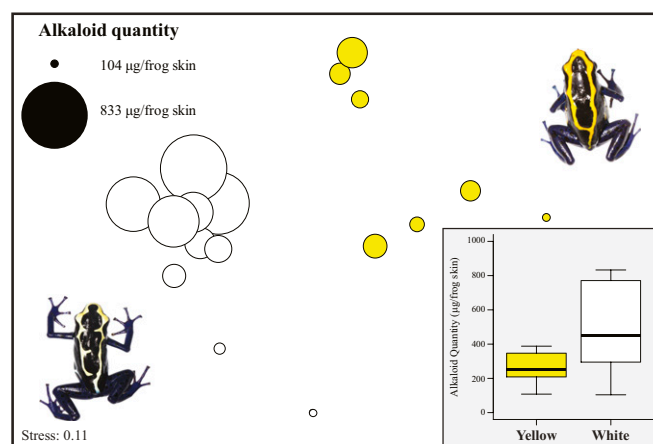 Alkaloid quantity
104 µg/frog skin
833 µg/frog skin
Alkaloid Quantity (µg/frog skin)
1000
800
600
400
200
0
Yellow White
Stress: 0.11